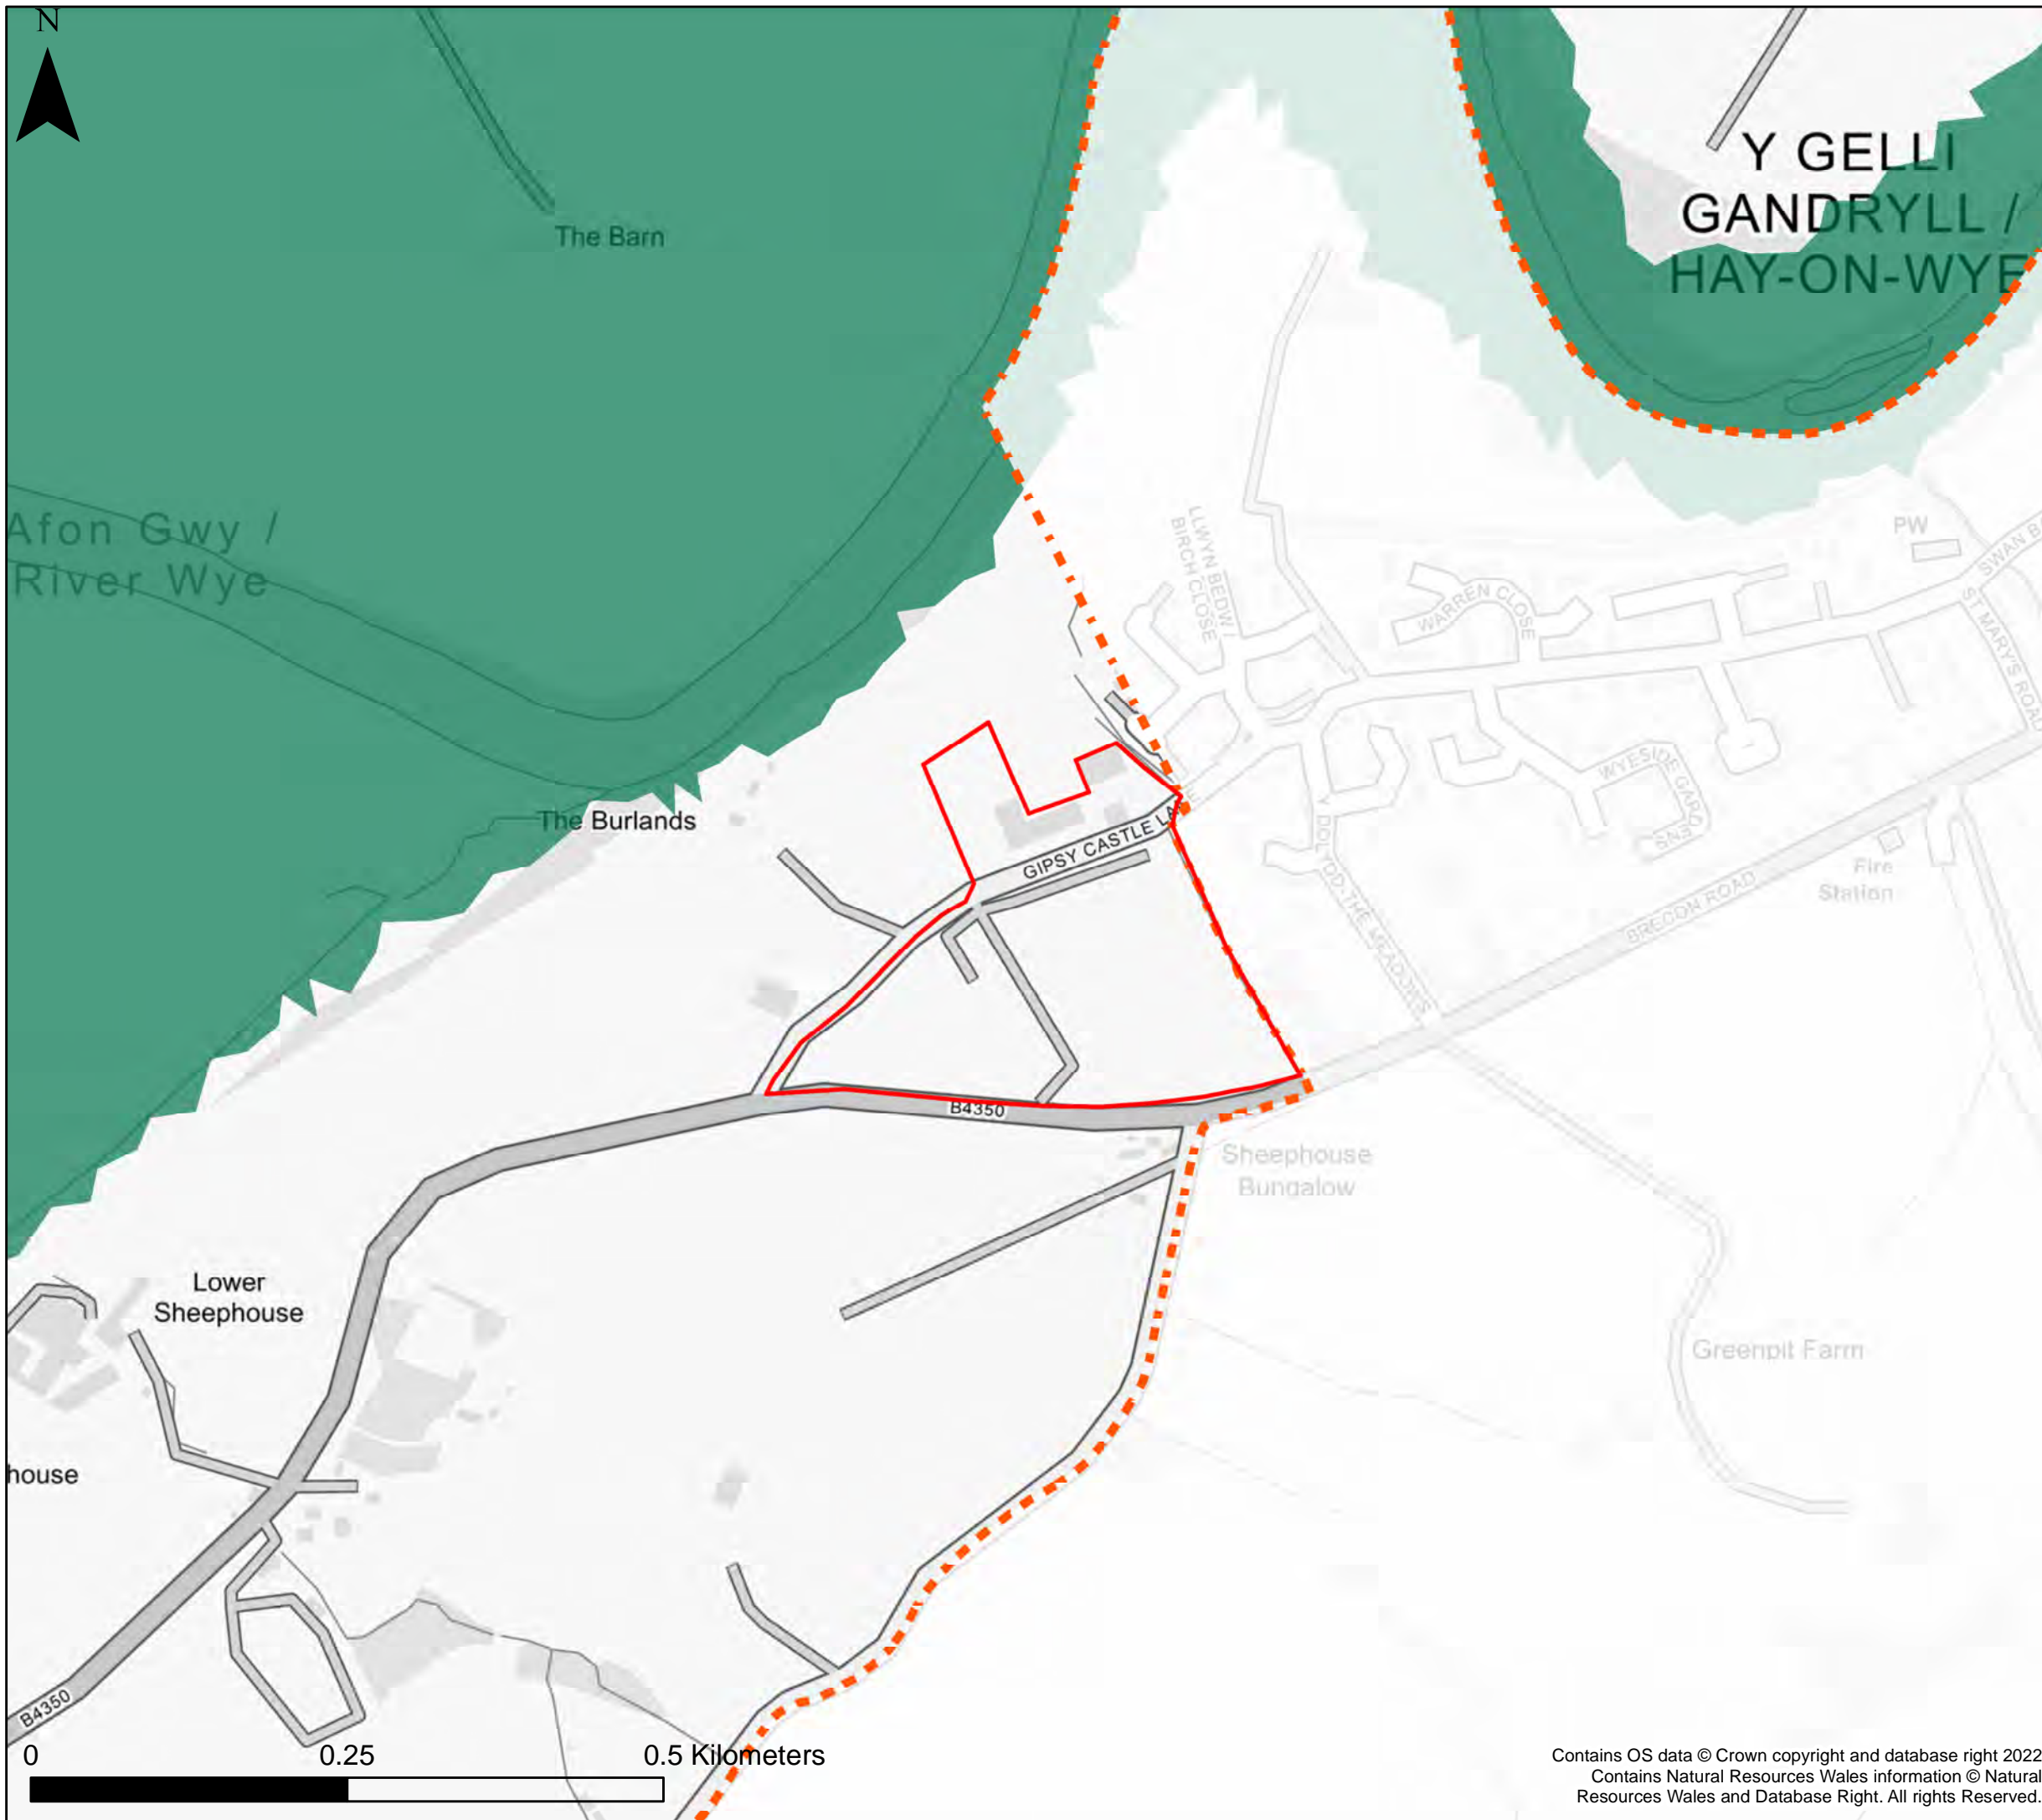 N
Y GELLI
GANDRYLL /
HAY-ON-WYE
The Barn
Afon Gwy /
River Wye
LLWYN BEDW /
BIRCH CLOSE
WARREN CLOSE
PW
SWAN B
ST MARY'S ROAD
WYESIDE GARDENS
The Burlands
GIPSY CASTLE LA
Y DOLYDD-THE MEADOWS
Fire
Station
BRECON ROAD
B4350
Sheephouse
Bungalow
Lower
Sheephouse
Greenpit Farm
house
B4350
0 0.25 0.5 Kilometers
Contains OS data © Crown copyright and database right 2022
Contains Natural Resources Wales information © Natural
Resources Wales and Database Right. All rights Reserved.